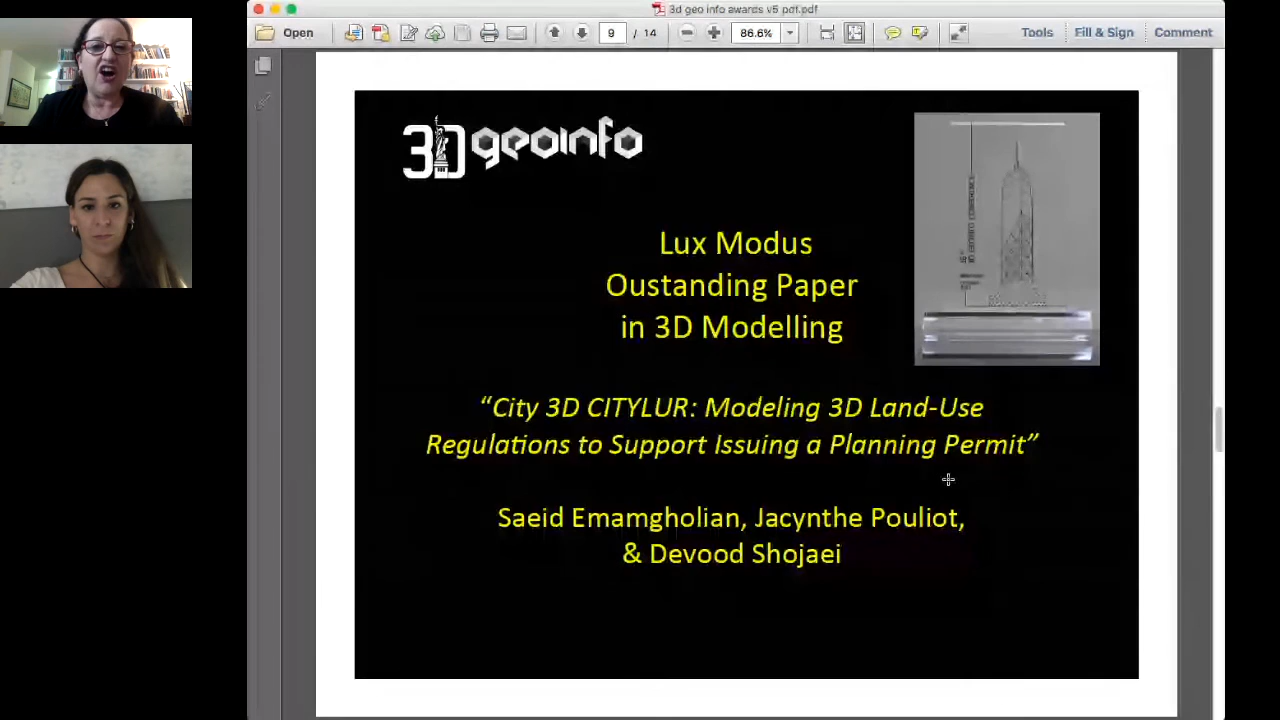 3d geo info awards v5 pdf.pdf
Open
9 / 14
86.6%
Tools
Fill & Sign
Comment
3D geoinfo
Lux Modus
Oustanding Paper
in 3D Modelling
“City 3D CITYLUR: Modeling 3D Land-Use
Regulations to Support Issuing a Planning Permit”
Saeid Emamgholian, Jacynthe Pouliot,
& Devood Shojaei